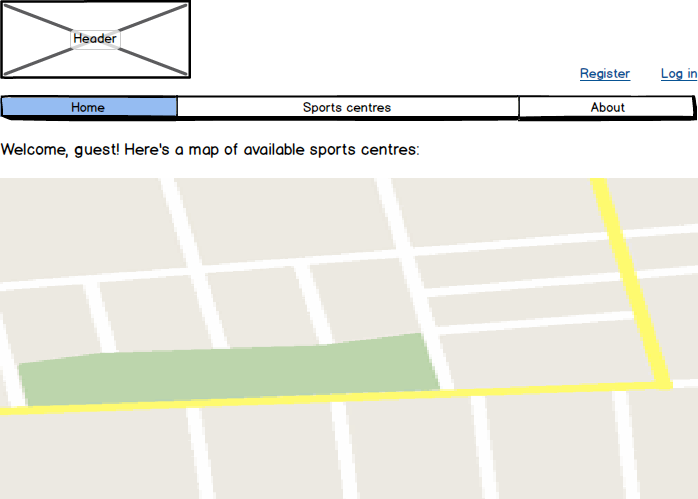 Header
Register Log in
Home Sports centres About
Welcome, guest! Here's a map of available sports centres: